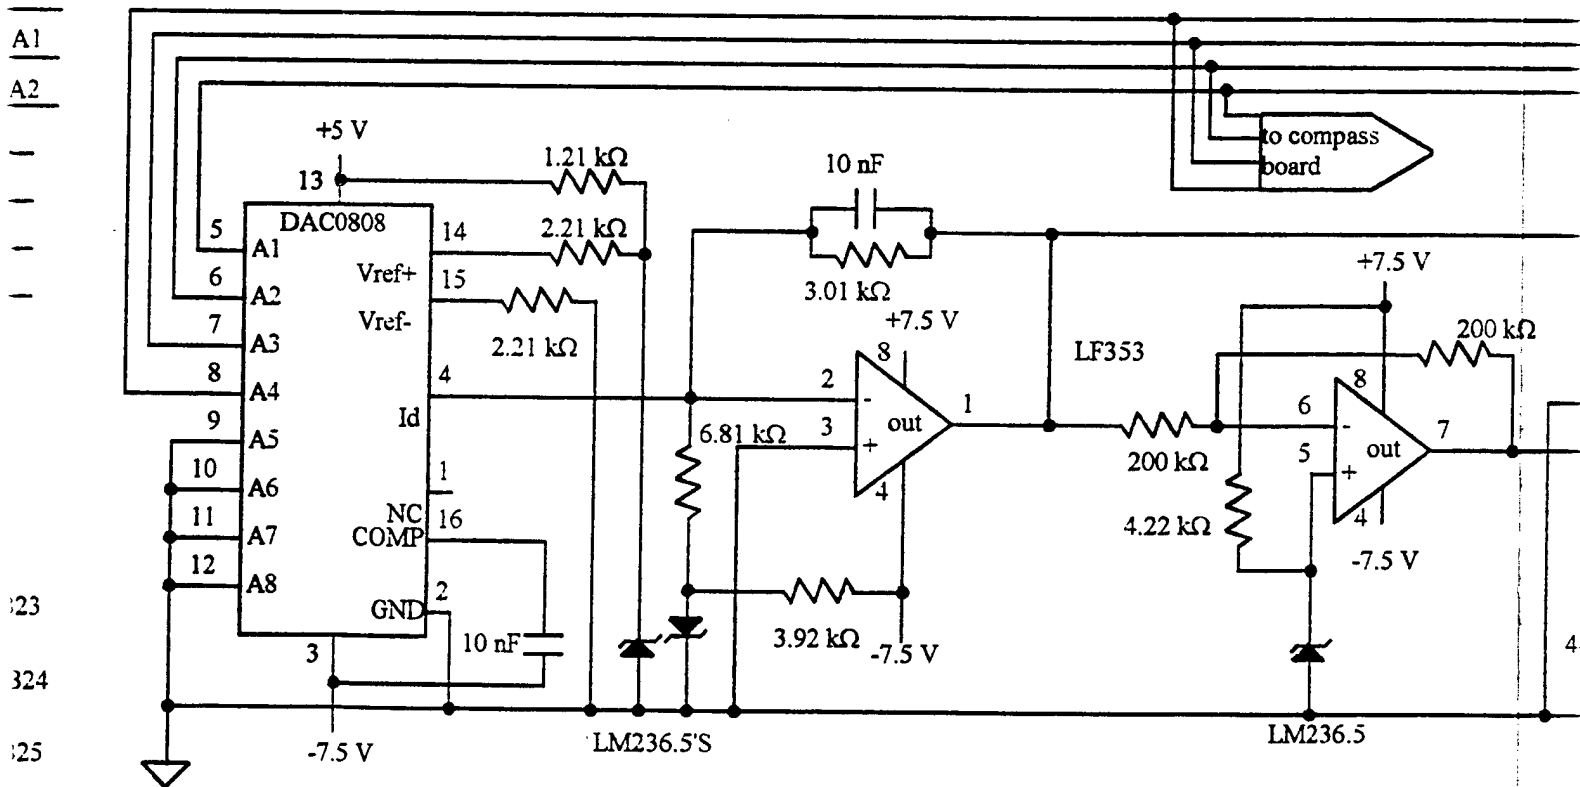 A1
A2
+5 V
13
1.21 kΩ
10 nF
to compass
board
DAC0808
5
A1
14
2.21 kΩ
Vref+
6
A2
15
3.01 kΩ
+7.5 V
Vref-
7
A3
2.21 kΩ
+7.5 V
LF353
200 kΩ
8
A4
4
8
2
-
8
Id
9
A5
6.81 kΩ
3
+
out
1
6
-
7
out
200 kΩ
5
+
10
A6
1
4
4
NC
16
COMP
11
A7
4.22 kΩ
-7.5 V
12
A8
2
GND
323
3.92 kΩ
-7.5 V
10 nF
3
4
324
LM236.5'S
LM236.5
-7.5 V
325